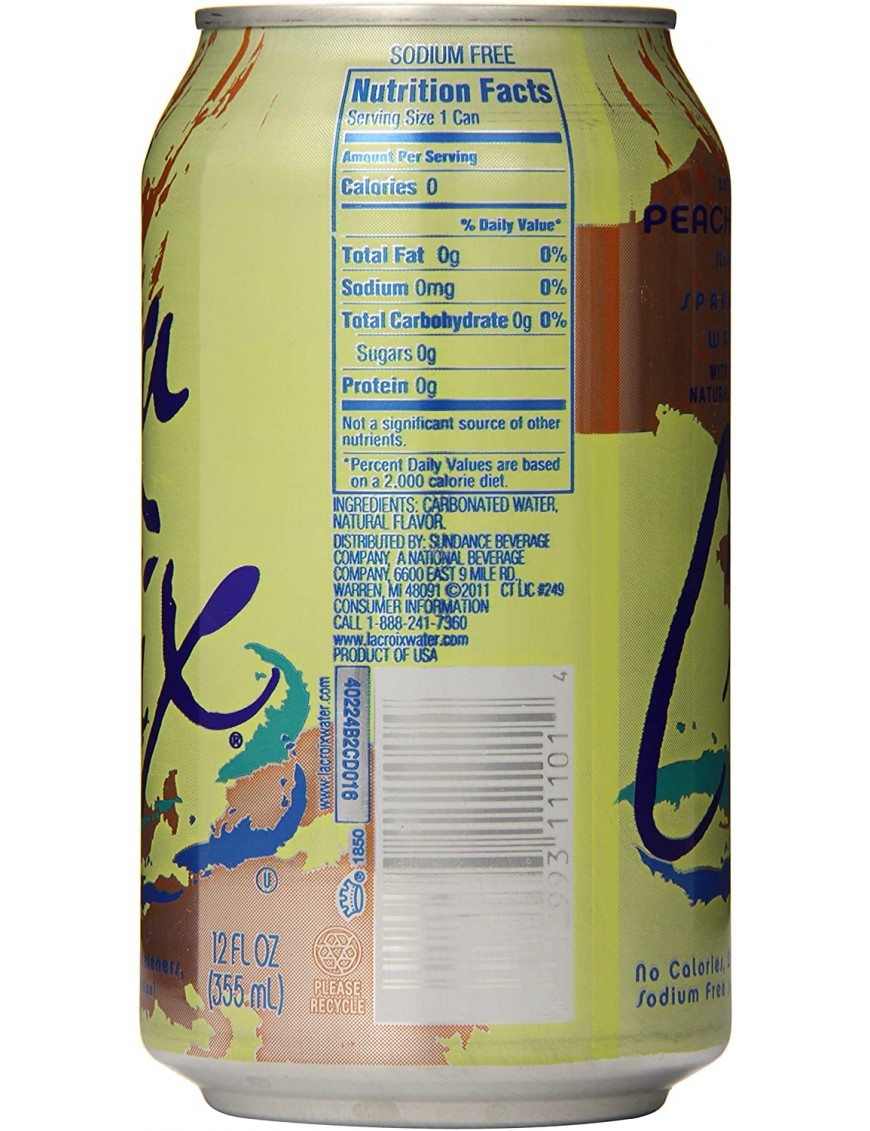 SODIUM FREE
Nutrition Facts
Serving Size 1 Can
Amount Per Serving
Calories 0
% Daily Value*
Total Fat 0g 0%
Sodium 0mg 0%
Total Carbohydrate 0g 0%
Sugars 0g
Protein 0g
Not a significant source of other
nutrients.
*Percent Daily Values are based
on a 2,000 calorie diet.
INGREDIENTS: CARBONATED WATER,
NATURAL FLAVOR.
DISTRIBUTED BY: SUNDANCE BEVERAGE
COMPANY, A NATIONAL BEVERAGE
COMPANY, 6600 EAST 9 MILE RD.,
WARREN, MI 48091 ©2011 CT LIC #249
CONSUMER INFORMATION
CALL 1-888-241-7360
www.lacroixwater.com
PRODUCT OF USA
www.lacroixwater.com
40224B2CD016
1850
®
993 11101 4
®
U
12 FL OZ
(355 mL)
PLEASE
RECYCLE
PEACH
NATURAL
No Calories,
Sodium Free